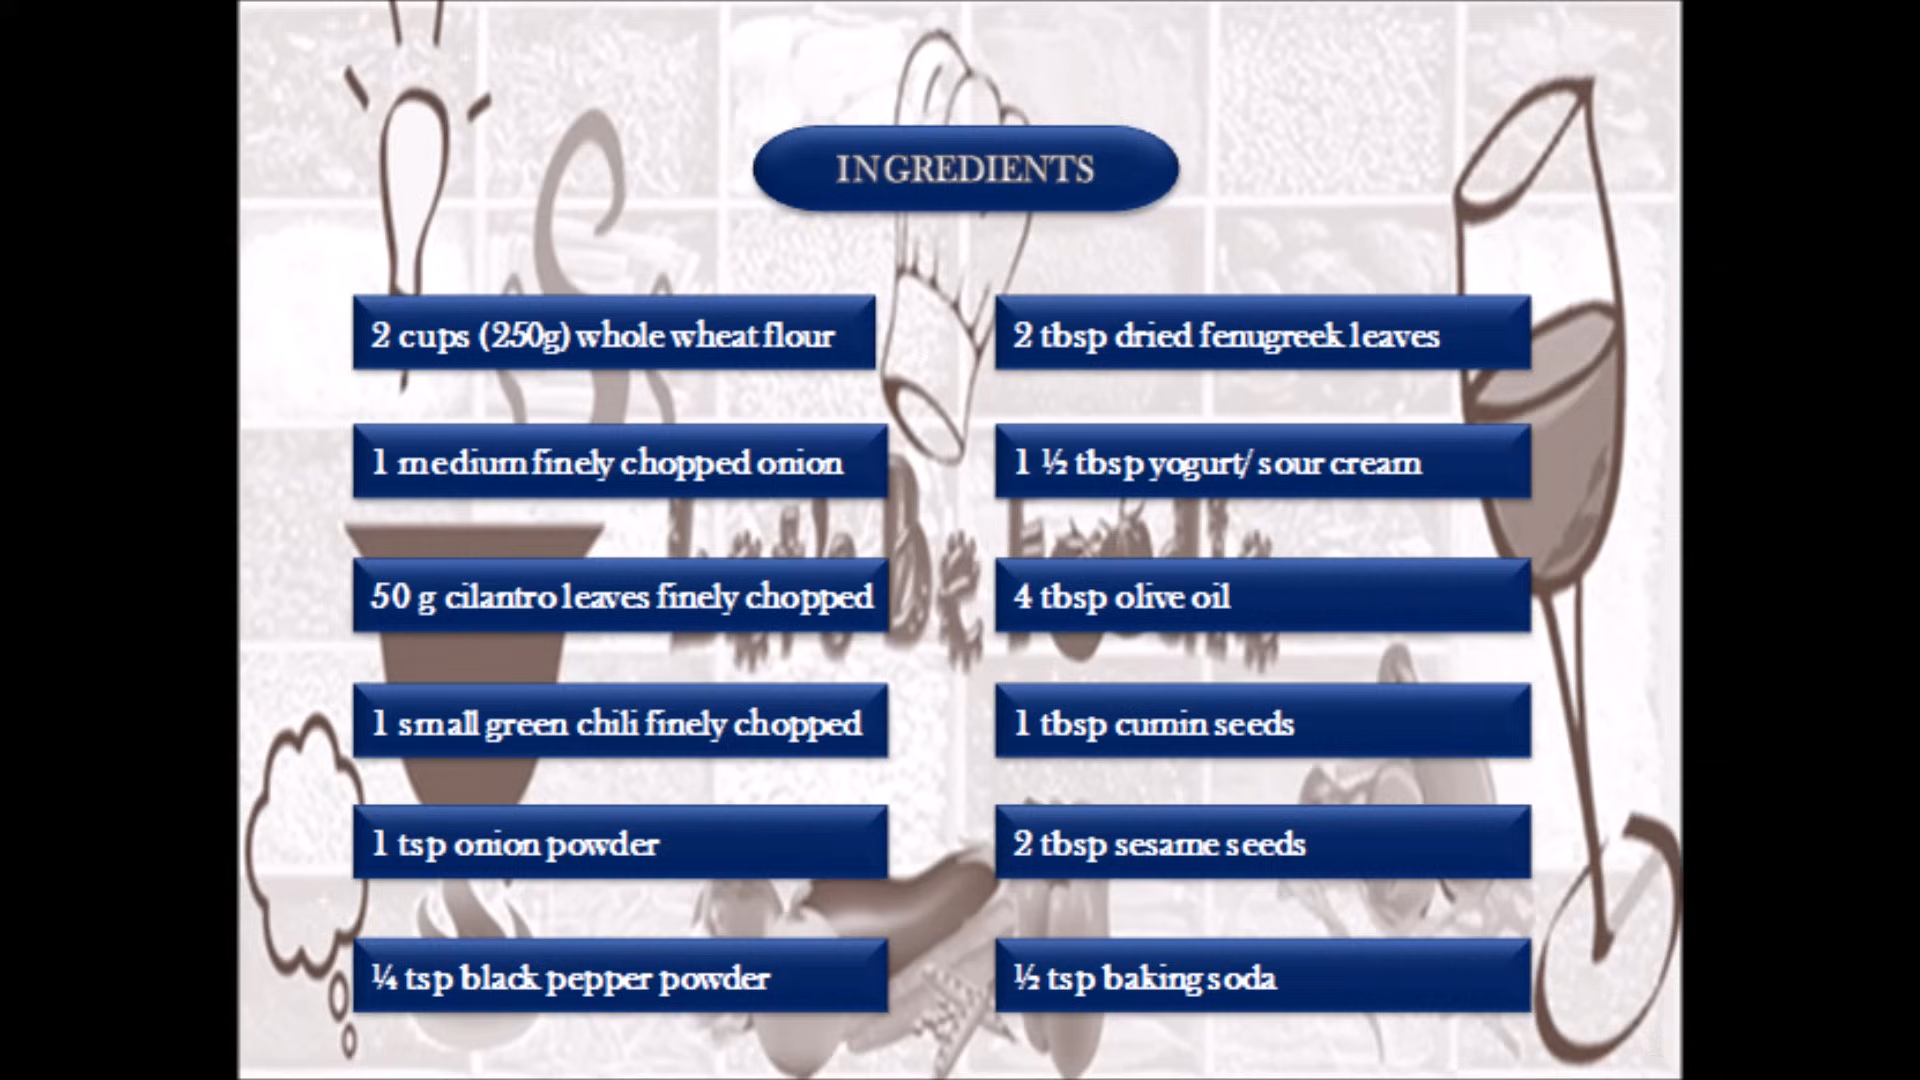 INGREDIENTS
2 cups (250g) whole wheat flour
2 tbsp dried fenugreek leaves
1 medium finely chopped onion
1 ½ tbsp yogurt/ sour cream
50 g cilantro leaves finely chopped
4 tbsp olive oil
1 small green chili finely chopped
1 tbsp cumin seeds
1 tsp onion powder
2 tbsp sesame seeds
¼ tsp black pepper powder
½ tsp baking soda